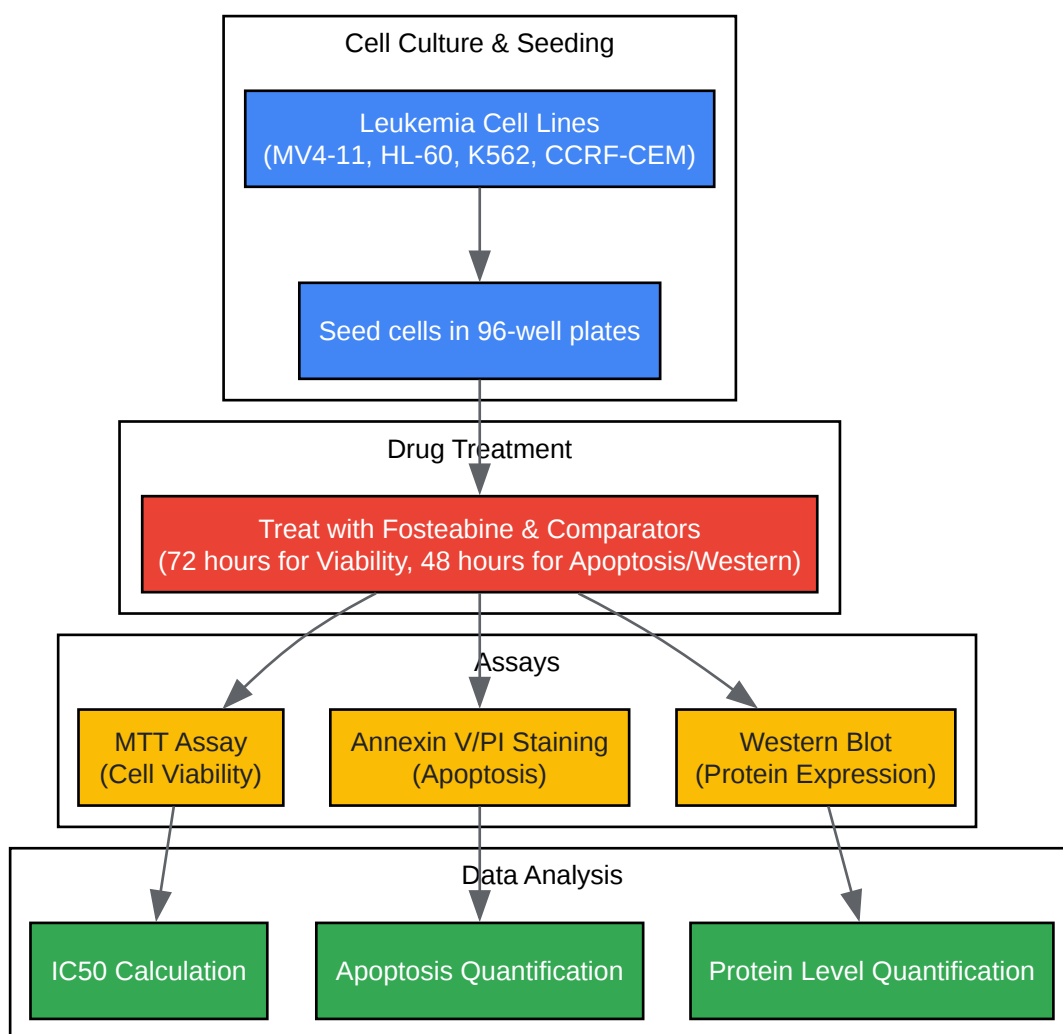 Cell Culture & Seeding
Leukemia Cell Lines
(MV4-11, HL-60, K562, CCRF-CEM)
Seed cells in 96-well plates
Drug Treatment
Treat with Fosteabine & Comparators
(72 hours for Viability, 48 hours for Apoptosis/Western)
Assays
MTT Assay
(Cell Viability)
Annexin V/PI Staining
(Apoptosis)
Western Blot
(Protein Expression)
Data Analysis
IC50 Calculation
Apoptosis Quantification
Protein Level Quantification